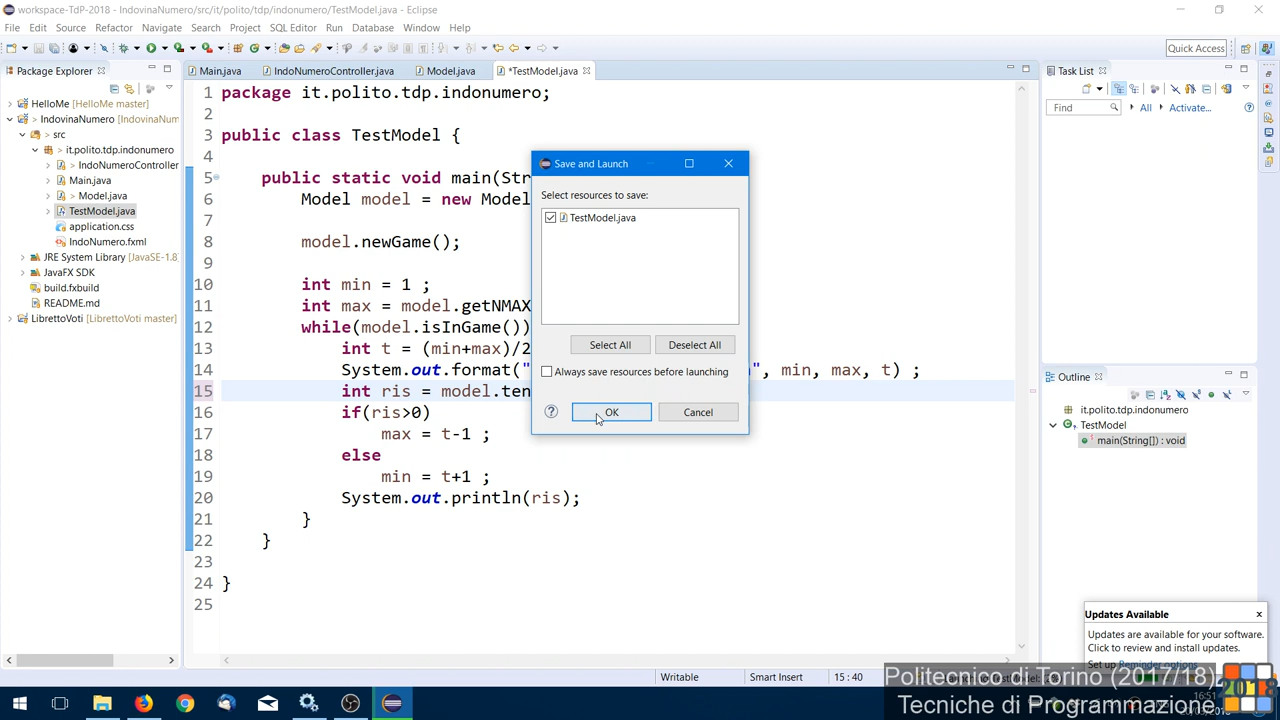 workspace-TdP-2018 - IndovinaNumero/src/it/polito/tdp/indonumero/TestModel.java - Eclipse
File Edit Source Refactor Navigate Search Project SQL Editor Run Database Window Help
Quick Access
Package Explorer
HelloMe [HelloMe master]
IndovinaNumero [IndovinaNumero
src
it.polito.tdp.indonumero
> IndoNumeroController
Main.java
> Model.java
TestModel.java
application.css
IndoNumero.fxml
JRE System Library [JavaSE-1.8
JavaFX SDK
build.fxbuild
README.md
LibrettoVoti [LibrettoVoti master]
Main.java IndoNumeroController.java Model.java *TestModel.java
1 package it.polito.tdp.indonumero;
2
3 public class TestModel {
4
5 public static void main(Str
6 Model model = new Model
7
8 model.newGame();
9
10 int min = 1 ;
11 int max = model.getNMAX
12 while(model.isInGame())
13 int t = (min+max)/2
14 System.out.format(" ", min, max, t) ;
15 int ris = model.ten
16 if(ris>0)
17 max = t-1 ;
18 else
19 min = t+1 ;
20 System.out.println(ris);
21 }
22 }
23
24 }
25
Save and Launch
Select resources to save:
TestModel.java
Select All Deselect All
Always save resources before launching
OK Cancel
Task List
Find All Activate...
Outline
it.polito.tdp.indonumero
TestModel
main(String[]) : void
Updates Available
Updates are available for your software.
Click to review and install updates.
Set up Reminder options
Writable Smart Insert 15 : 40
Politecnico di Torino (2017/18)
Tecniche di Programmazione
2018
16:51